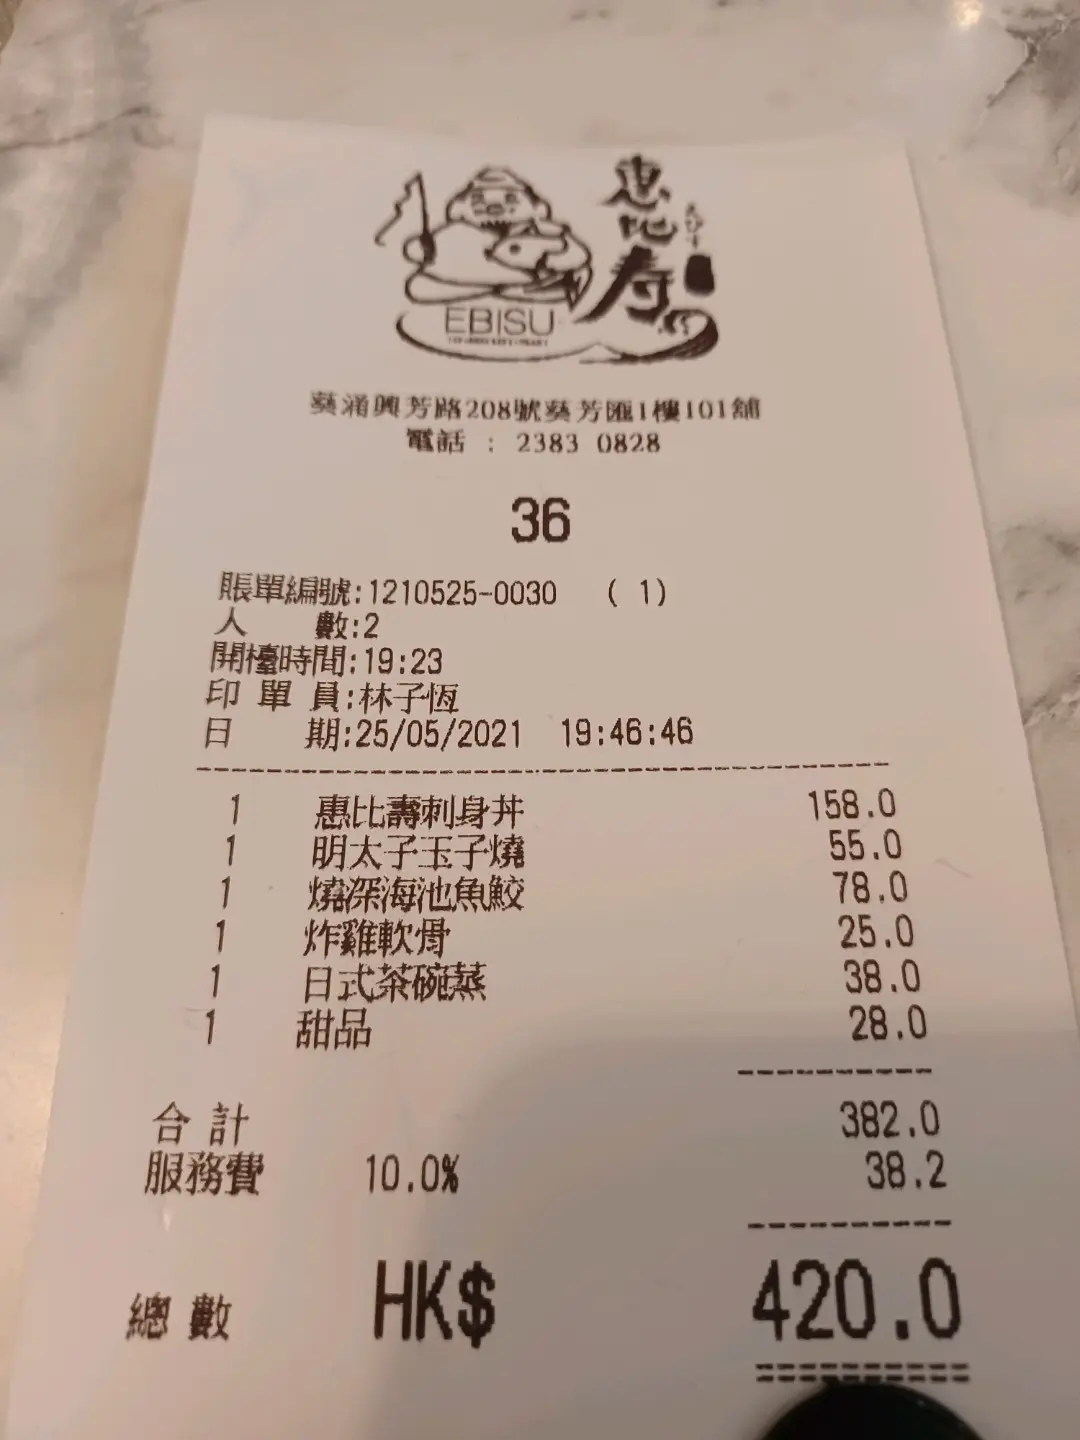 惠比寿
えびす
EBISU
葵涌興芳路208號葵芳匯1樓101舖
電話 : 2383 0828
36
賬單編號:1210525-0030 ( 1)
人 數:2
開檯時間:19:23
印 單 員:林子恆
日 期:25/05/2021 19:46:46
1 惠比壽刺身丼 158.0
1 明太子玉子燒 55.0
1 燒深海池魚鮫 78.0
1 炸雞軟骨 25.0
1 日式茶碗蒸 38.0
1 甜品 28.0
合 計 382.0
服務費 10.0% 38.2
總 數 HK$ 420.0